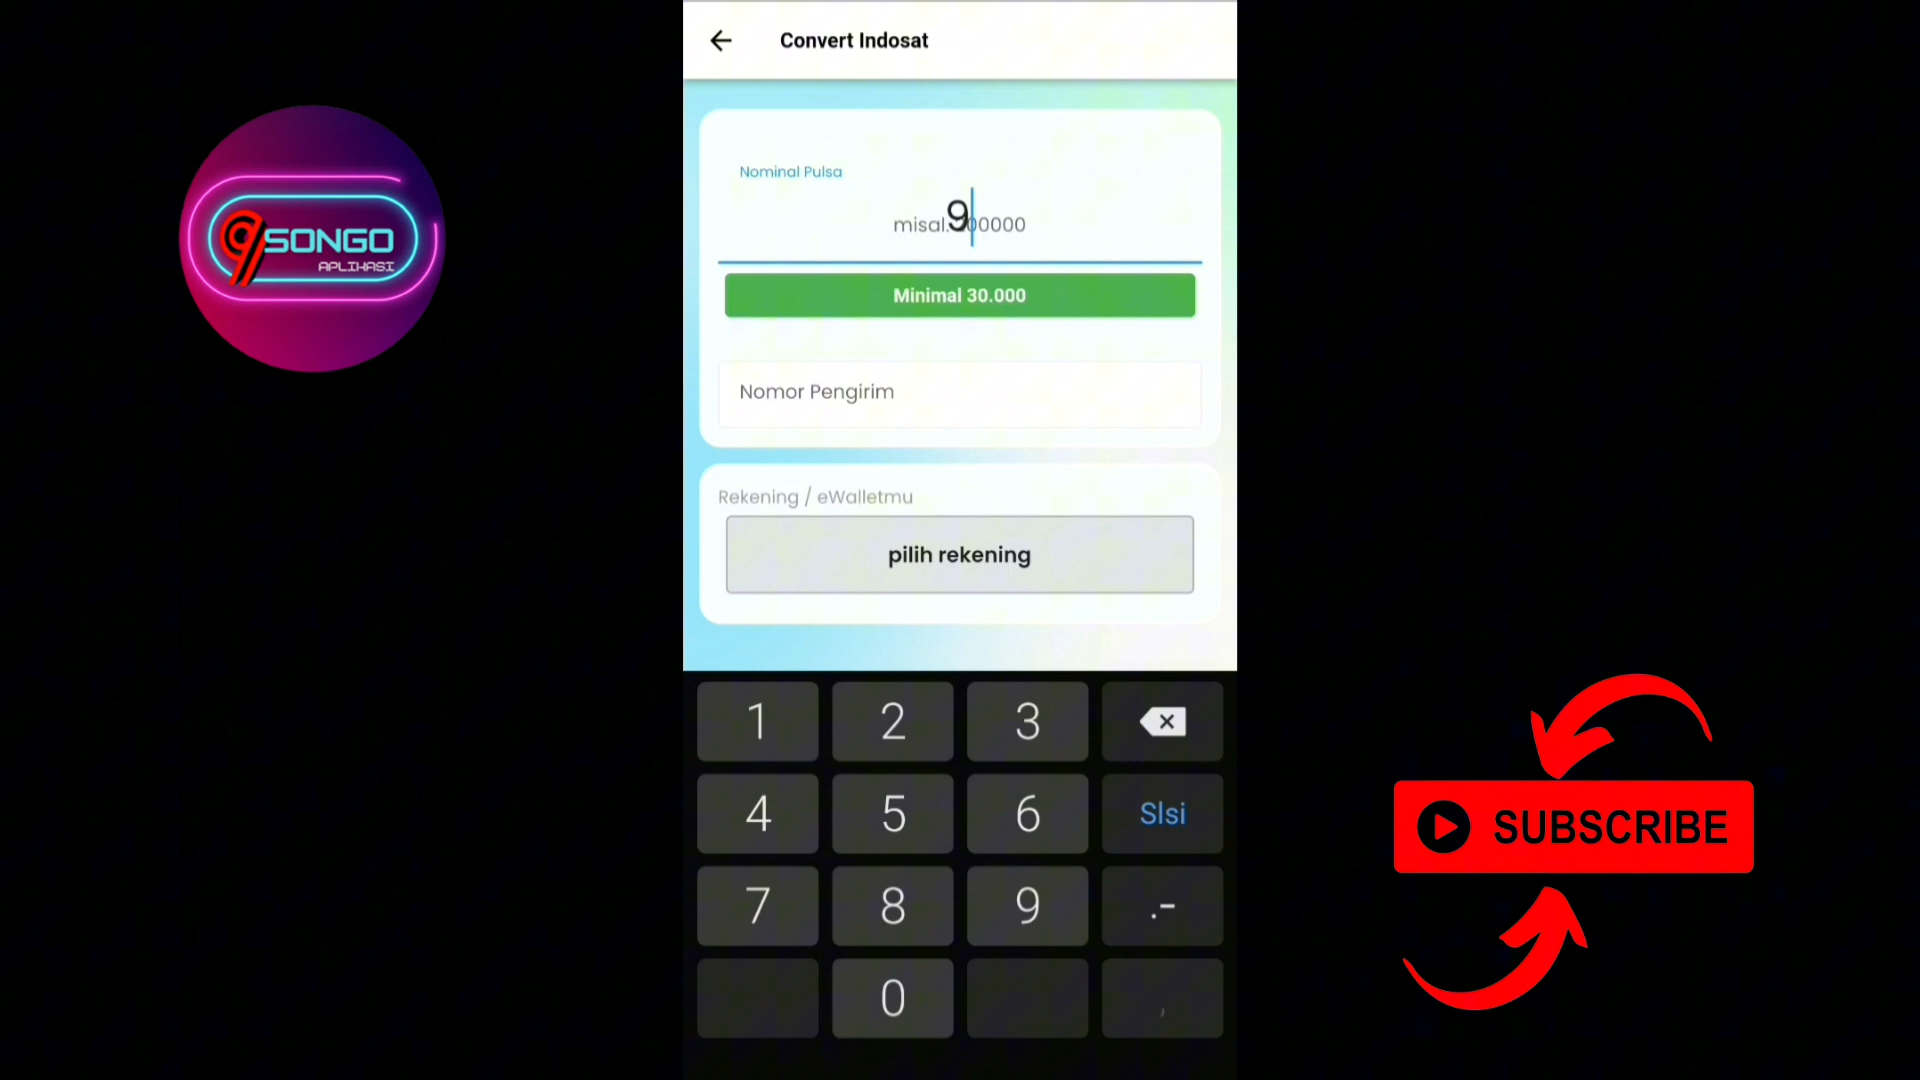 Convert Indosat
9SONGO
APLIKASI
Nominal Pulsa
9
misal. 00000
Minimal 30.000
Nomor Pengirim
Rekening / eWalletmu
pilih rekening
1 2 3
4 5 6 Slsi
7 8 9 .-
0 ,
SUBSCRIBE